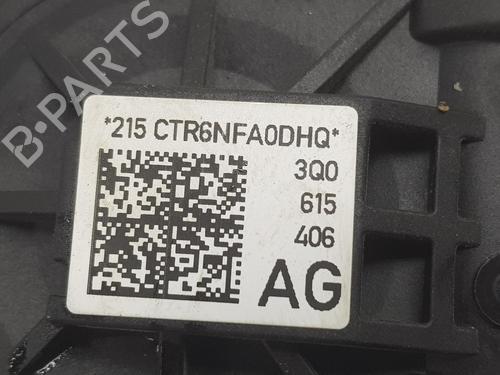 B-PARTS
*215 CTR6NFA0DHQ*
3Q0
615
406
AG